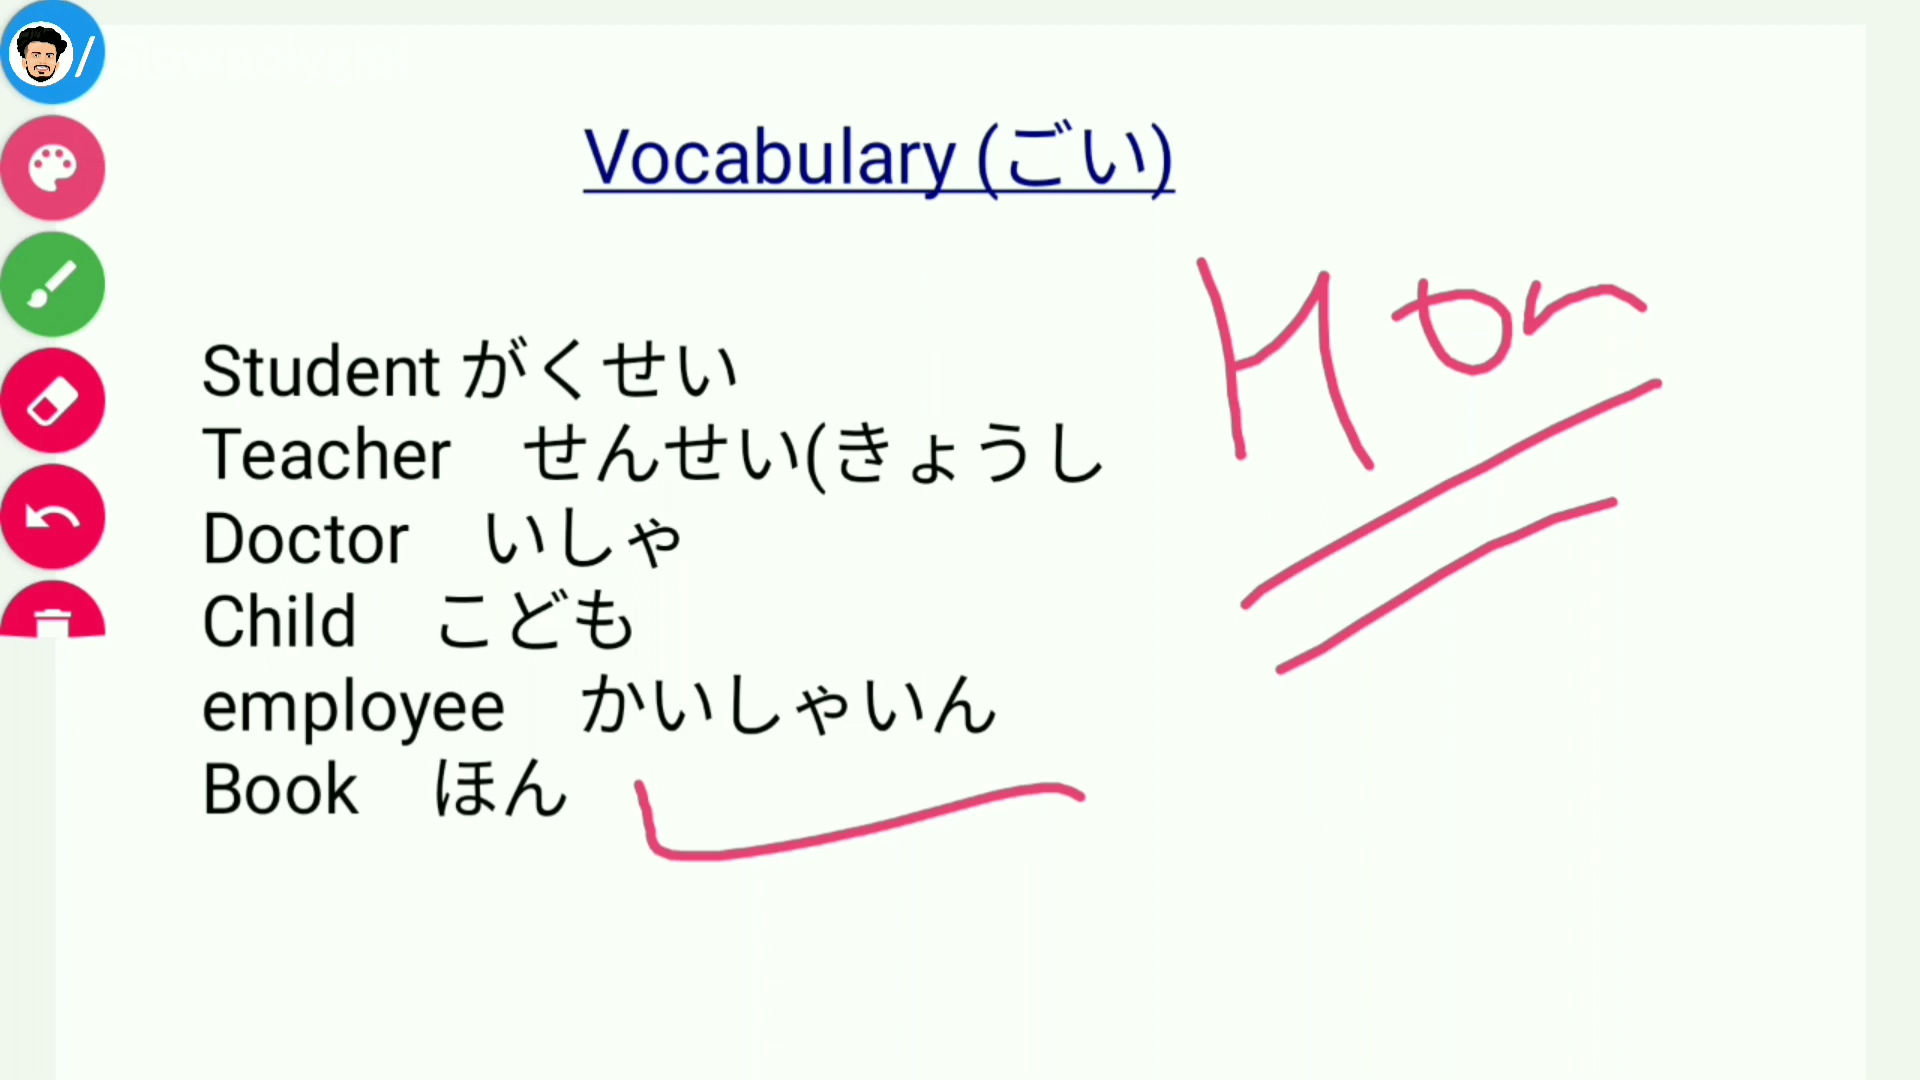 Vocabulary (ごい)
Student がくせい
Teacher　せんせい(きょうし
Doctor　いしゃ
Child　こども
employee　かいしゃいん
Book　ほん
Hon